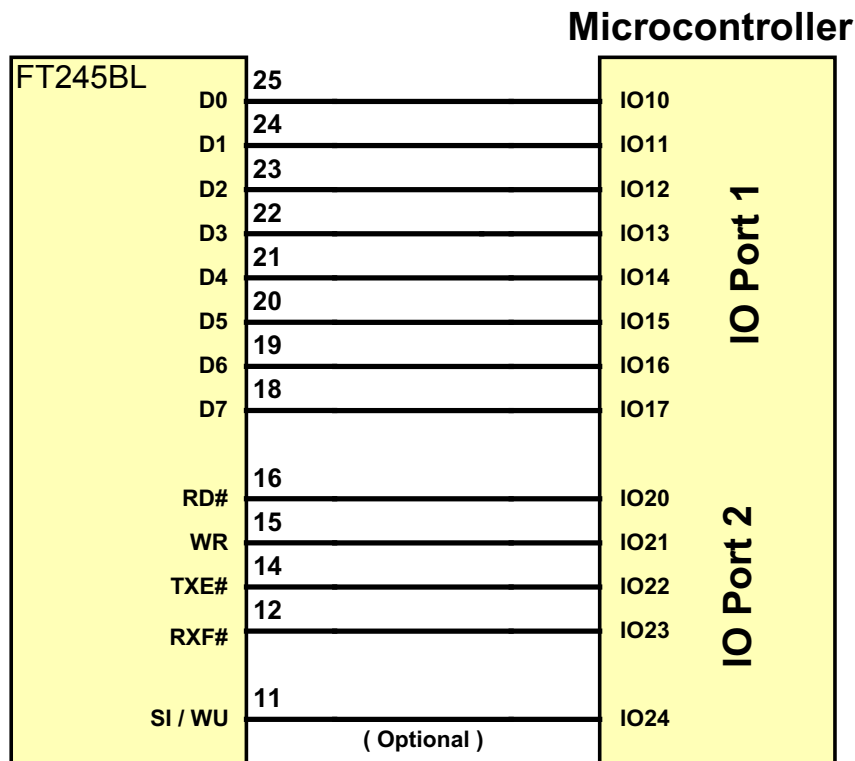 Microcontroller
FT245BL
D0 25 IO10
D1 24 IO11
D2 23 IO12
D3 22 IO13
D4 21 IO14
D5 20 IO15
D6 19 IO16
D7 18 IO17
IO Port 1
RD# 16 IO20
WR 15 IO21
TXE# 14 IO22
RXF# 12 IO23
IO Port 2
SI / WU 11 IO24
( Optional )